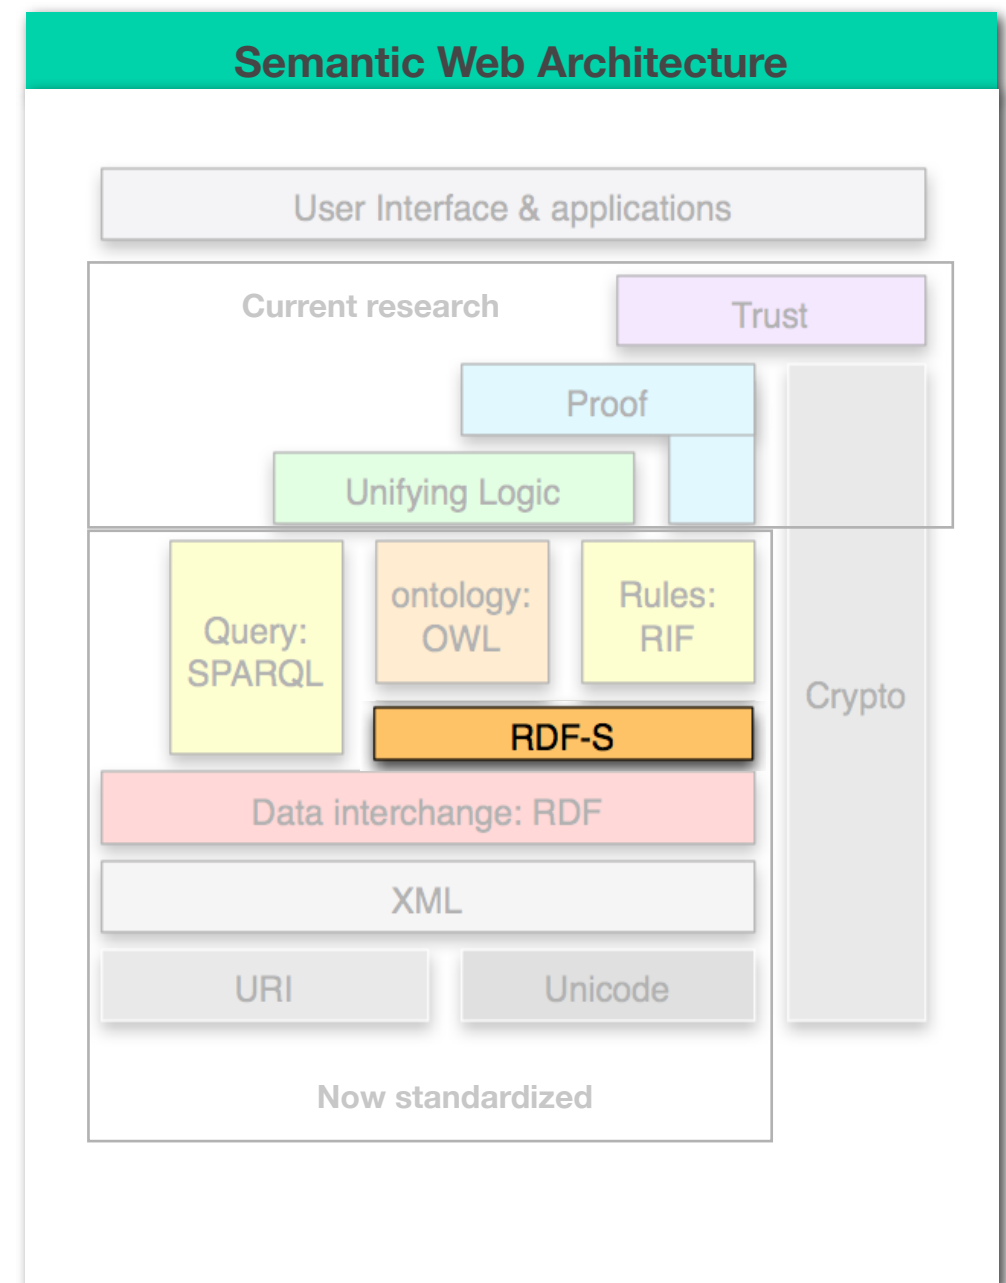 Semantic Web Architecture
User Interface & applications
Current research
Trust
Proof
Unifying Logic
Query:
SPARQL
ontology:
OWL
Rules:
RIF
Crypto
RDF-S
Data interchange: RDF
XML
URI
Unicode
Now standardized